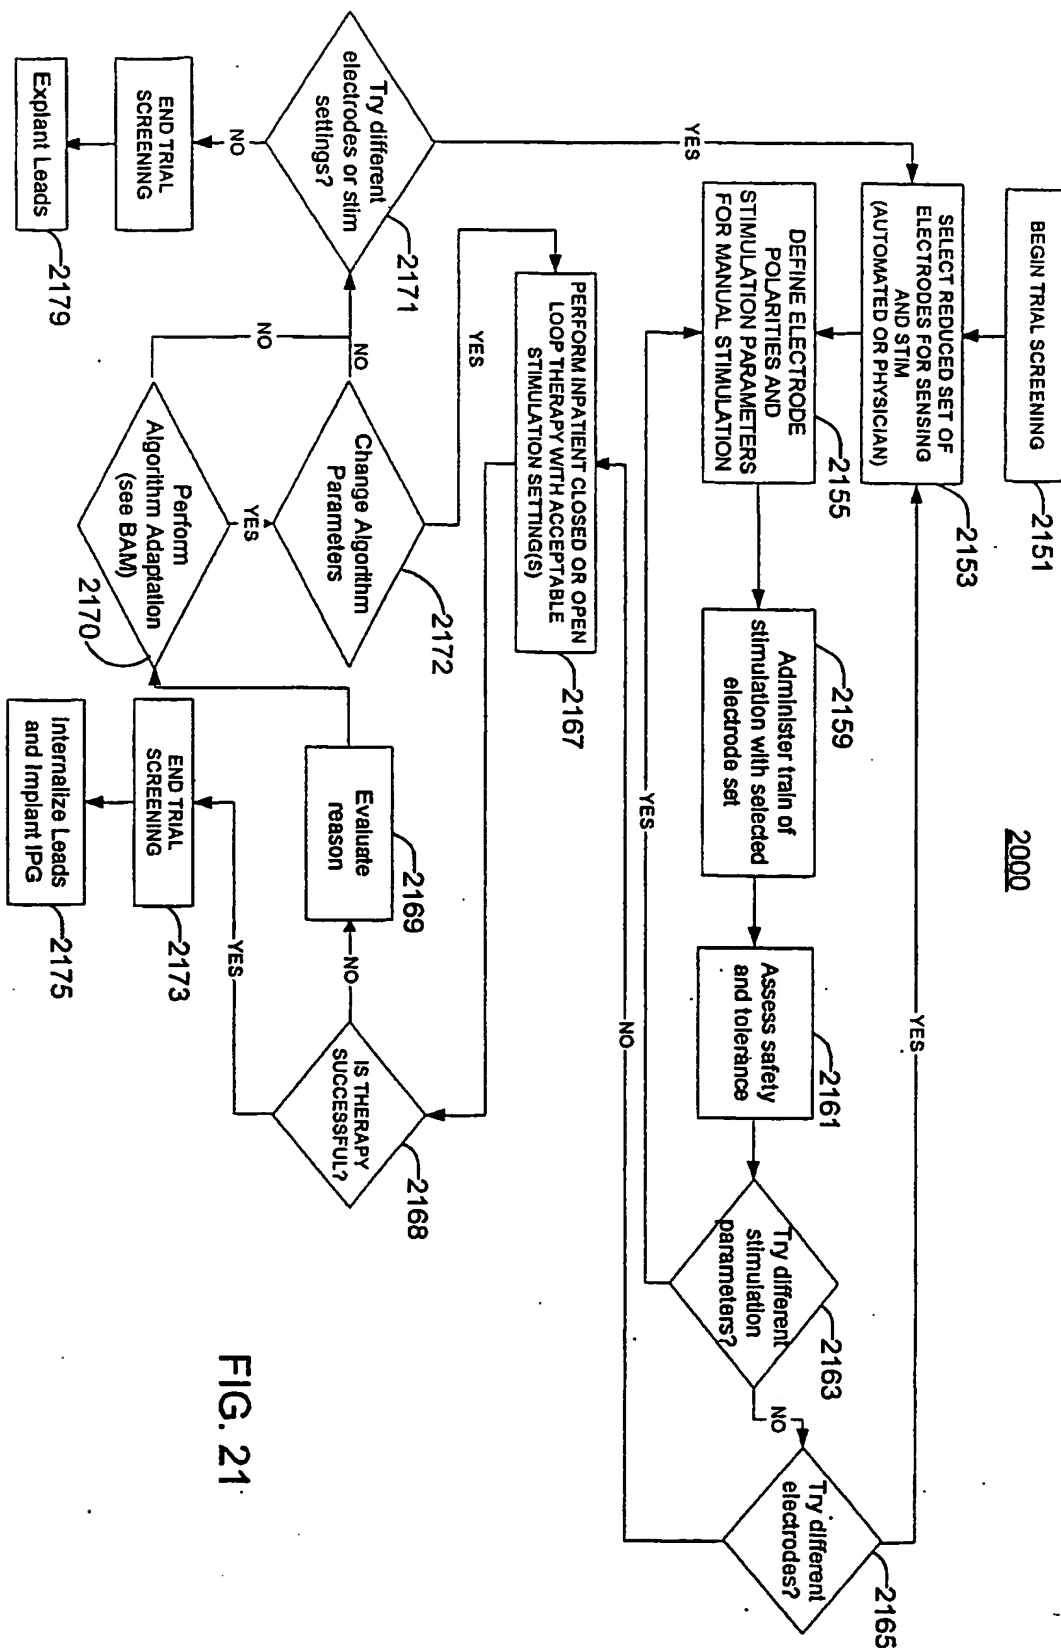 2000
BEGIN TRIAL SCREENING
2151
SELECT REDUCED SET OF
ELECTRODES FOR SENSING
AND STIM
(AUTOMATED OR PHYSICIAN)
2153
YES
YES
DEFINE ELECTRODE
POLARITIES AND
STIMULATION PARAMETERS
FOR MANUAL STIMULATION
2155
Administer train of
stimulation with selected
electrode set
2159
Assess safety
and tolerance
2161
Try different
stimulation
parameters?
2163
NO
Try different
electrodes?
2165
YES
NO
PERFORM INPATIENT CLOSED OR OPEN
LOOP THERAPY WITH ACCEPTABLE
STIMULATION SETTING(S)
2167
YES
Try different
electrodes or stim
settings?
2171
NO
Change Algorithm
Parameters
2172
NO
YES
Perform
Algorithm Adaptation
(see BAM)
2170
Evaluate
reason
2169
NO
IS THERAPY
SUCCESSFUL?
2168
NO
END TRIAL
SCREENING
Explant Leads
2179
YES
END TRIAL
SCREENING
2173
Internalize Leads
and Implant IPG
2175
FIG. 21